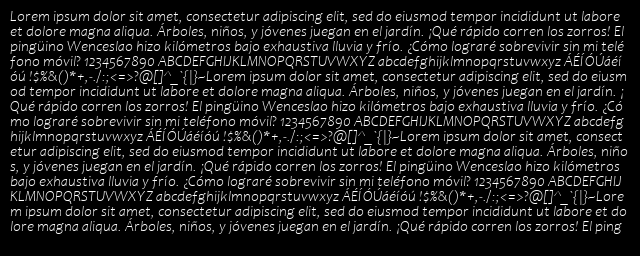 Lorem ipsum dolor sit amet, consectetur adipiscing elit, sed do eiusmod tempor incididunt ut labore
et dolore magna aliqua. Árboles, niños, y jóvenes juegan en el jardín. ¡Qué rápido corren los zorros! El
pingüino Wenceslao hizo kilómetros bajo exhaustiva lluvia y frío. ¿Cómo lograré sobrevivir sin mi telé
fono móvil? 1234567890 ABCDEFGHIJKLMNOPQRSTUVWXYZ abcdefghijklmnopqrstuvwxyz ÁÉÍÓÚáéí
óú !$%&()*+,-./:;<=>?@[]^_`{|}~Lorem ipsum dolor sit amet, consectetur adipiscing elit, sed do eiusm
od tempor incididunt ut labore et dolore magna aliqua. Árboles, niños, y jóvenes juegan en el jardín. ¡
Qué rápido corren los zorros! El pingüino Wenceslao hizo kilómetros bajo exhaustiva lluvia y frío. ¿Có
mo lograré sobrevivir sin mi teléfono móvil? 1234567890 ABCDEFGHIJKLMNOPQRSTUVWXYZ abcdefg
hijklmnopqrstuvwxyz ÁÉÍÓÚáéíóú !$%&()*+,-./:;<=>?@[]^_`{|}~Lorem ipsum dolor sit amet, consect
etur adipiscing elit, sed do eiusmod tempor incididunt ut labore et dolore magna aliqua. Árboles, niño
s, y jóvenes juegan en el jardín. ¡Qué rápido corren los zorros! El pingüino Wenceslao hizo kilómetros
bajo exhaustiva lluvia y frío. ¿Cómo lograré sobrevivir sin mi teléfono móvil? 1234567890 ABCDEFGHIJ
KLMNOPQRSTUVWXYZ abcdefghijklmnopqrstuvwxyz ÁÉÍÓÚáéíóú !$%&()*+,-./:;<=>?@[]^_`{|}~Lore
m ipsum dolor sit amet, consectetur adipiscing elit, sed do eiusmod tempor incididunt ut labore et do
lore magna aliqua. Árboles, niños, y jóvenes juegan en el jardín. ¡Qué rápido corren los zorros! El ping